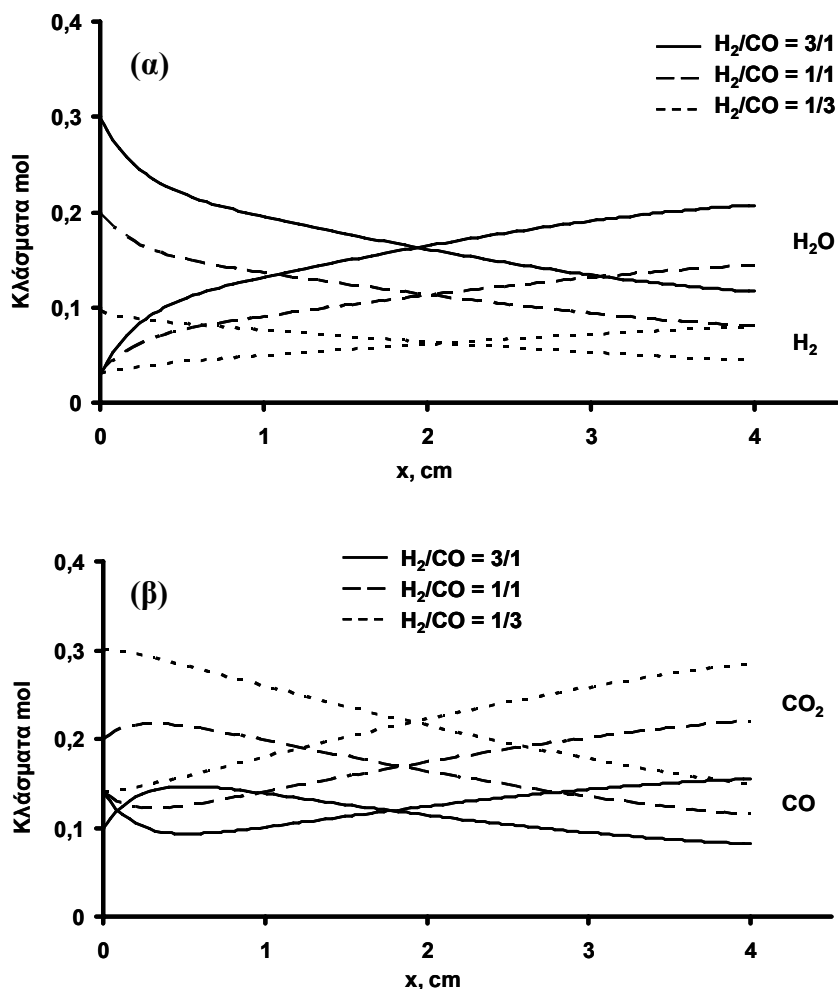 (α)
H₂/CO = 3/1
H₂/CO = 1/1
H₂/CO = 1/3
Κλάσματα mol
0,4
0,3
0,2
0,1
0
H₂O
H₂
0 1 2 3 4
x, cm
(β)
H₂/CO = 3/1
H₂/CO = 1/1
H₂/CO = 1/3
Κλάσματα mol
0,4
0,3
0,2
0,1
0
CO₂
CO
0 1 2 3 4
x, cm